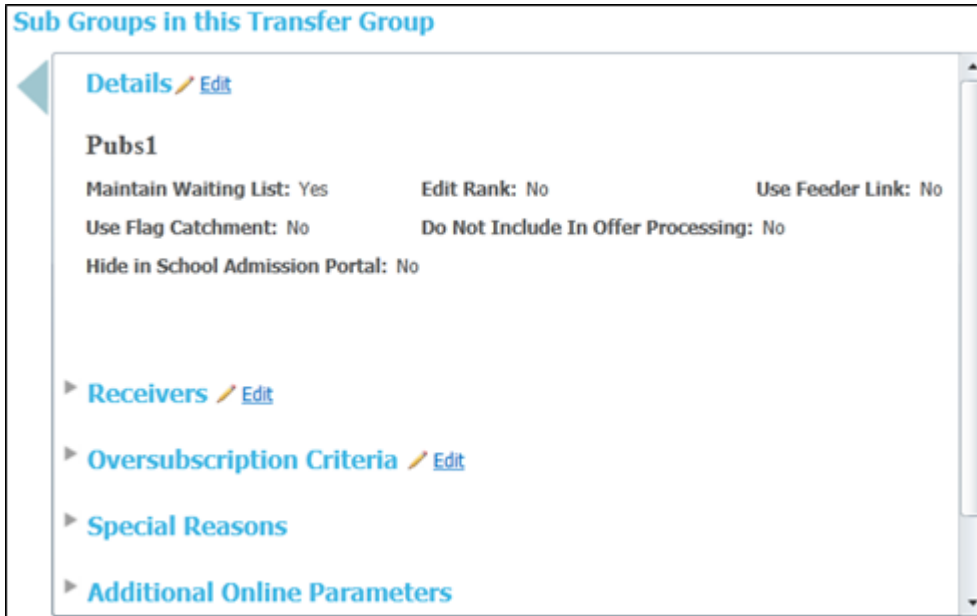 Sub Groups in this Transfer Group
Details Edit
Pubs1
Maintain Waiting List: Yes Edit Rank: No Use Feeder Link: No
Use Flag Catchment: No Do Not Include In Offer Processing: No
Hide in School Admission Portal: No
Receivers Edit
Oversubscription Criteria Edit
Special Reasons
Additional Online Parameters